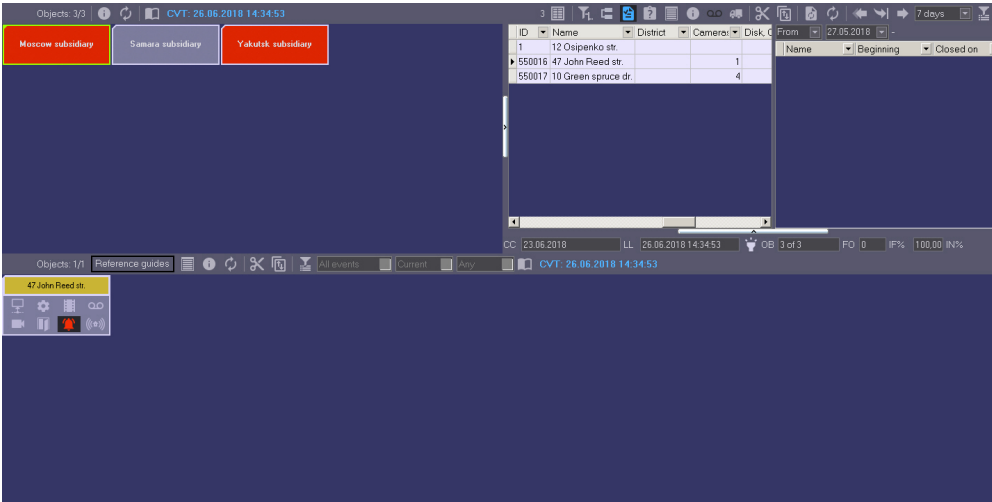 Objects: 3/3 CVT: 26.06.2018 14:34:53
Moscow subsidiary Samara subsidiary Yakutsk subsidiary
3 7 days
ID Name District Cameras Disk,
1 12 Osipenko str.
550016 47 John Reed str. 1
550017 10 Green spruce dr. 4
From 27.05.2018 -
Name Beginning Closed on
CC 23.06.2018 LL 26.06.2018 14:34:53 OB 3 of 3 FO 0 IF% 100,00 IN%
Objects: 1/1 Reference guides All events Current Any CVT: 26.06.2018 14:34:53
47 John Reed str.